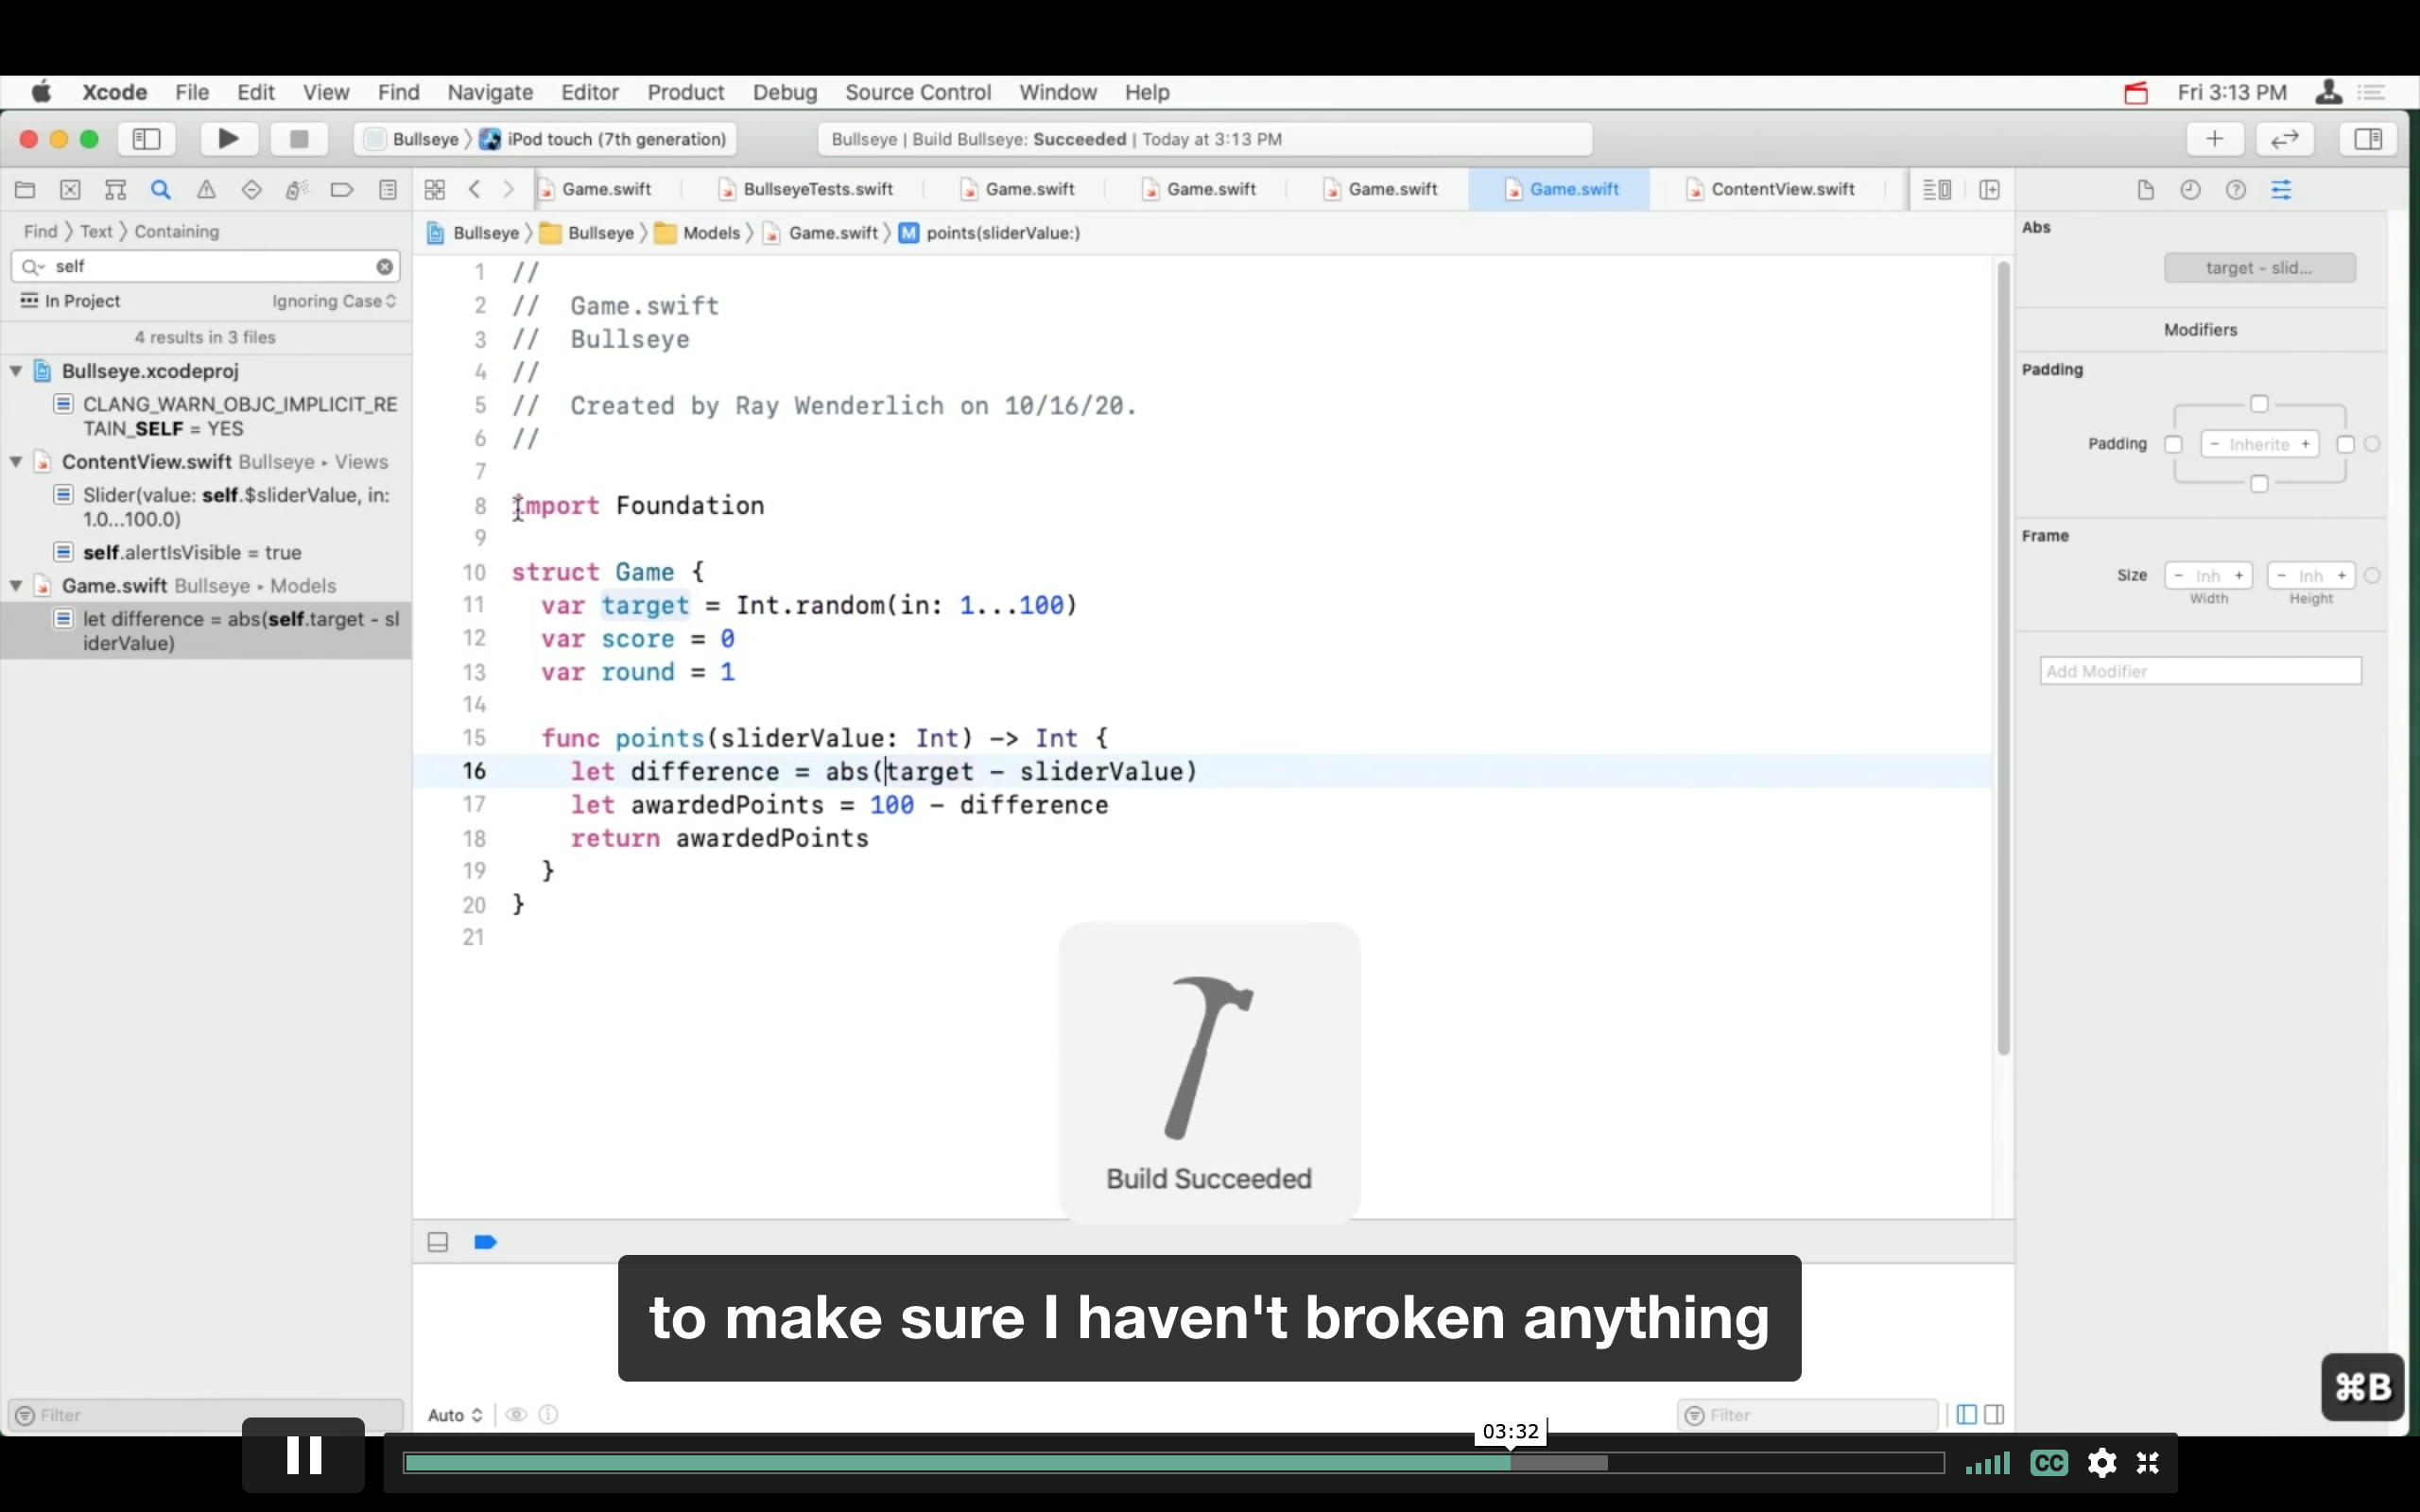 Xcode File Edit View Find Navigate Editor Product Debug Source Control Window Help Fri 3:13 PM
Bullseye iPod touch (7th generation) Bullseye | Build Bullseye: Succeeded | Today at 3:13 PM
Game.swift BullseyeTests.swift Game.swift Game.swift Game.swift Game.swift ContentView.swift
Find Text Containing
self
In Project Ignoring Case
4 results in 3 files
Bullseye.xcodeproj
CLANG_WARN_OBJC_IMPLICIT_RE
TAIN_SELF = YES
ContentView.swift Bullseye ▸ Views
Slider(value: self.$sliderValue, in:
1.0...100.0)
self.alertIsVisible = true
Game.swift Bullseye ▸ Models
let difference = abs(self.target - sl
iderValue)
Filter
Bullseye Bullseye Models Game.swift M points(sliderValue:)
1 //
2 //  Game.swift
3 //  Bullseye
4 //
5 //  Created by Ray Wenderlich on 10/16/20.
6 //
7
8 import Foundation
9
10 struct Game {
11   var target = Int.random(in: 1...100)
12   var score = 0
13   var round = 1
14
15   func points(sliderValue: Int) -> Int {
16     let difference = abs(target - sliderValue)
17     let awardedPoints = 100 - difference
18     return awardedPoints
19   }
20 }
21
Build Succeeded
Abs
target - slid...
Modifiers
Padding
Padding - Inherite +
Frame
Size - Inh + - Inh +
Width Height
Add Modifier
to make sure I haven't broken anything
⌘B
Auto Filter
03:32
CC